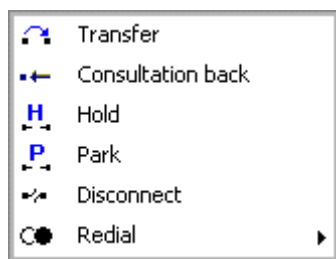 Transfer
Consultation back
H Hold
P Park
Disconnect
Redial